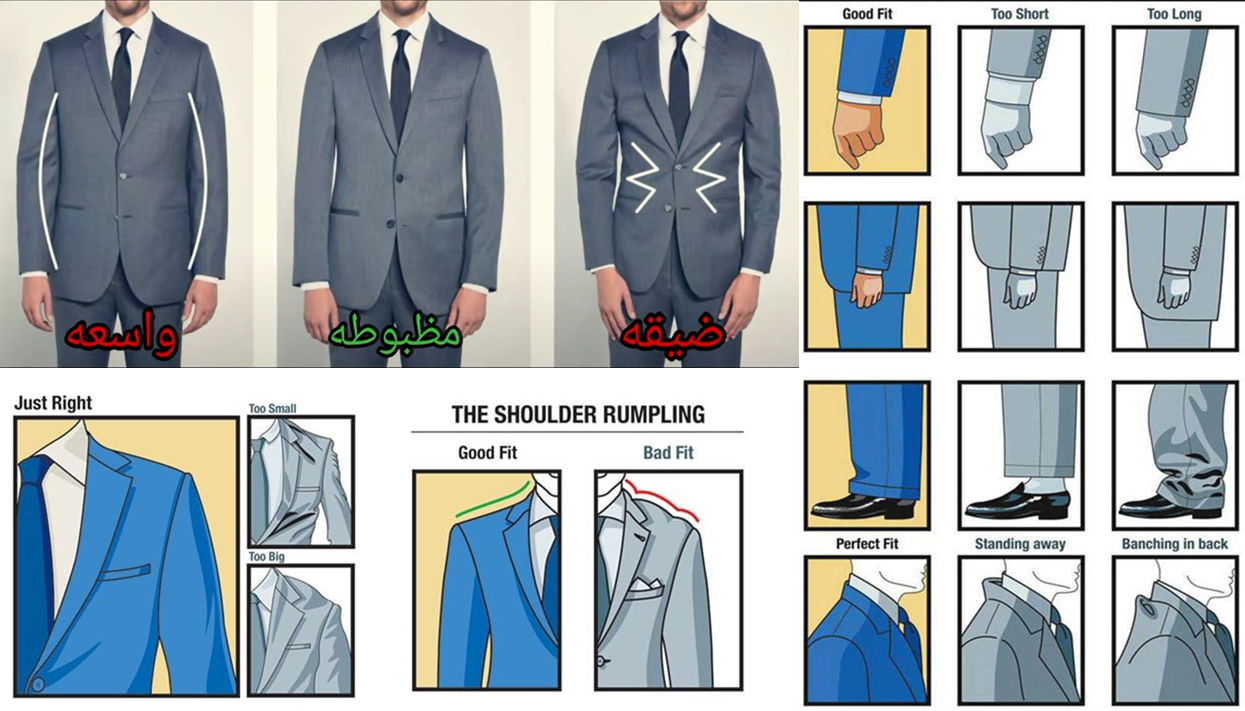 واسعه
مظبوطه
ضيقه
Good Fit
Too Short
Too Long
Just Right
Too Small
Too Big
THE SHOULDER RUMPLING
Good Fit
Bad Fit
Perfect Fit
Standing away
Banching in back